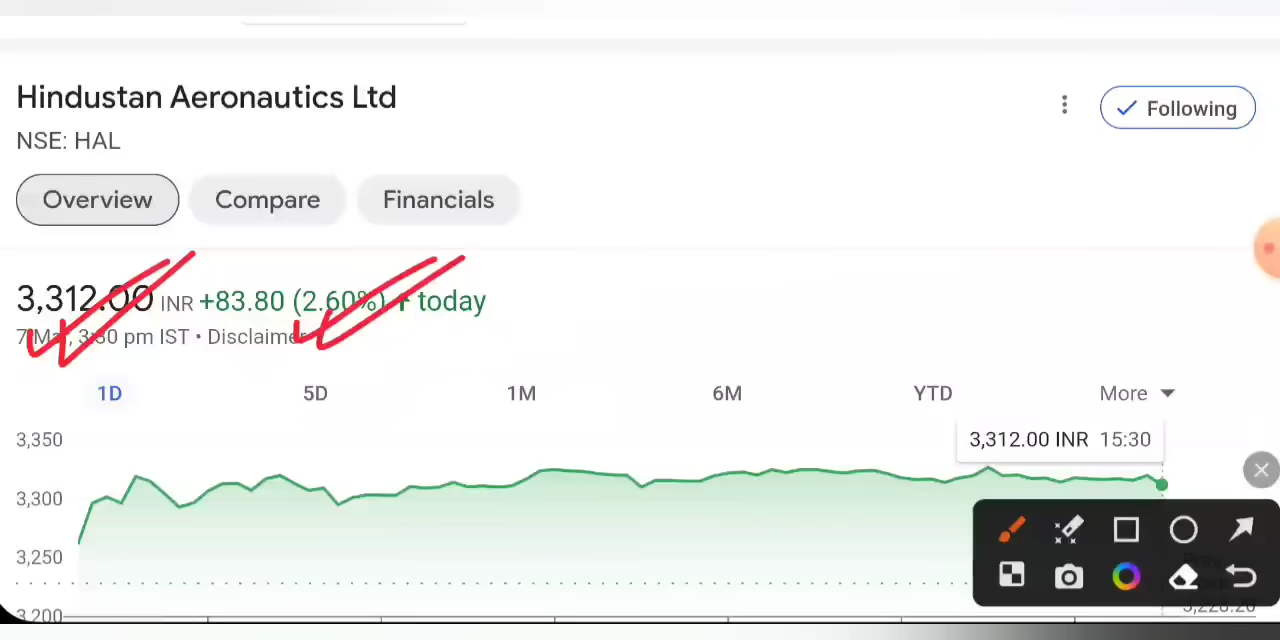 Hindustan Aeronautics Ltd
Following
NSE: HAL
Overview
Compare
Financials
3,312.00 INR +83.80 (2.60%) ↑ today
7 Mar, 3:30 pm IST • Disclaimer
1D
5D
1M
6M
YTD
More
3,312.00 INR 15:30
3,350
3,300
3,250
3,200